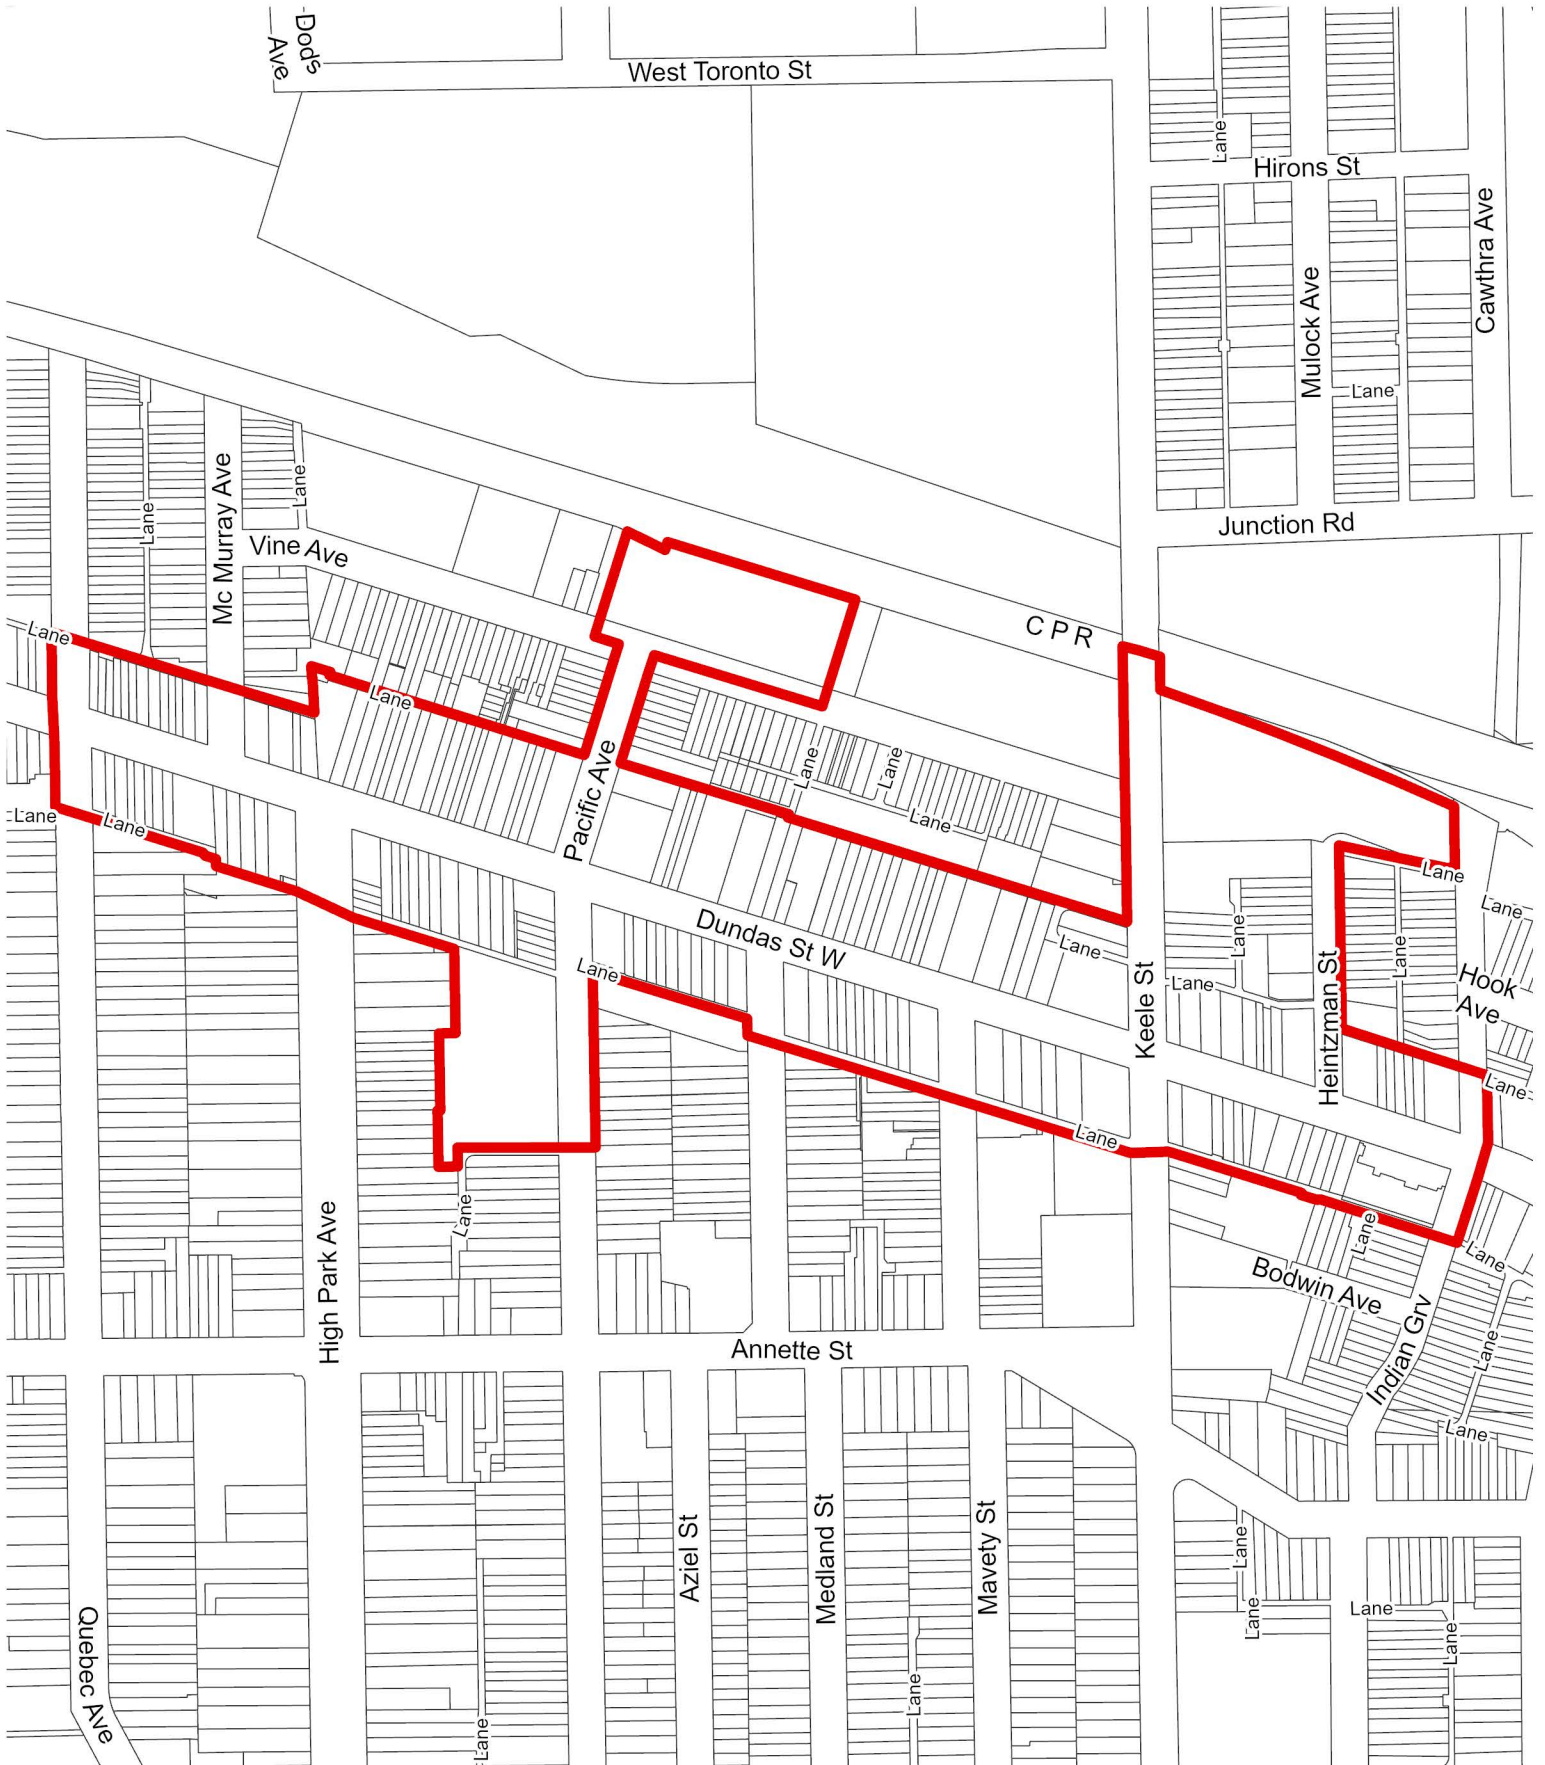 Dods
Ave
West Toronto St
Lane
Hirons St
Cawthra Ave
Mulock Ave
Lane
Mc Murray Ave
Lane
Lane
Junction Rd
Vine Ave
C P R
Lane
Lane
Pacific Ave
Lane
Lane
Lane
Lane
Lane
Lane
Lane
Lane
Dundas St W
Lane
Lane
Lane
Lane
Lane
Hook
Ave
Keele St
Heintzman St
Lane
Lane
Lane
High Park Ave
Lane
Lane
Bodwin Ave
Indian Grv
Lane
Annette St
Lane
Aziel St
Medland St
Mavety St
Lane
Lane
Lane
Lane
Quebec Ave
Lane
Lane